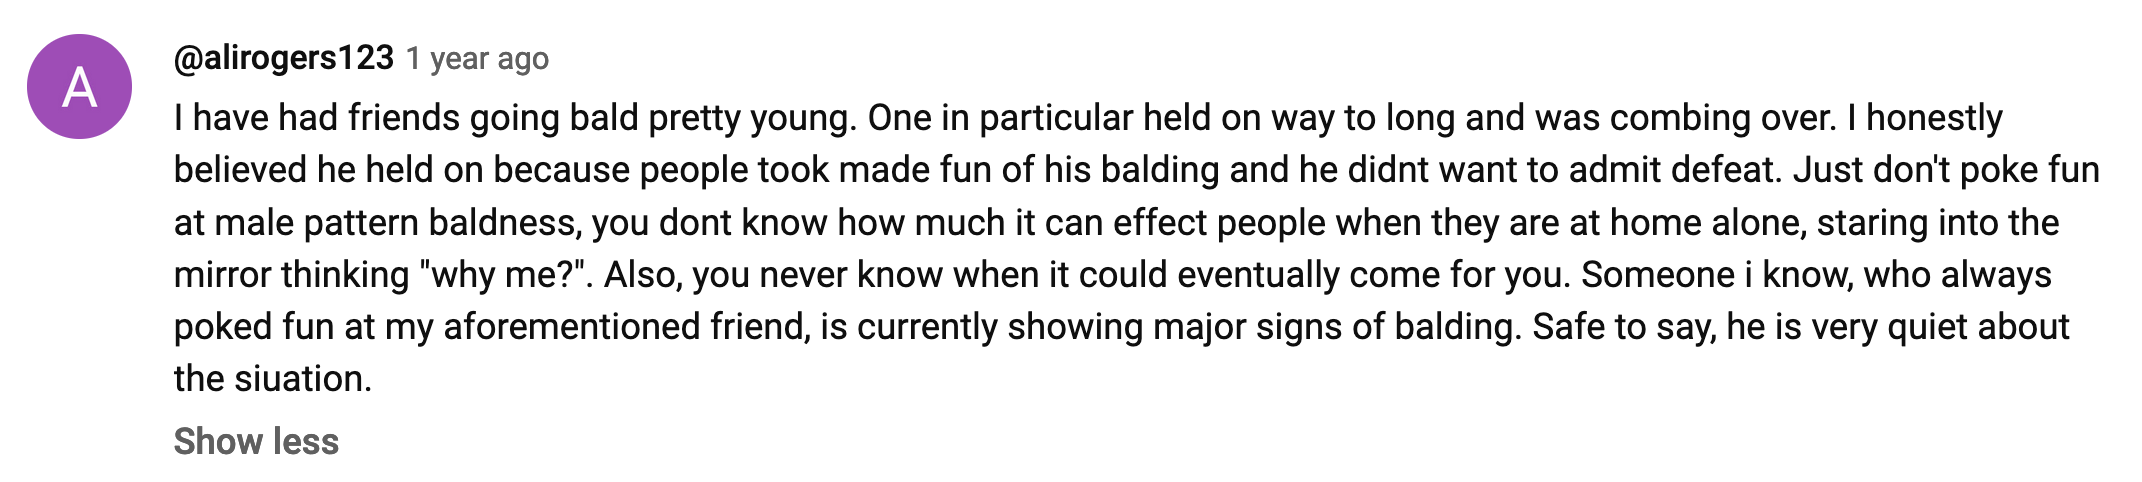 A
@alirogers123 1 year ago
I have had friends going bald pretty young. One in particular held on way to long and was combing over. I honestly
believed he held on because people took made fun of his balding and he didnt want to admit defeat. Just don't poke fun
at male pattern baldness, you dont know how much it can effect people when they are at home alone, staring into the
mirror thinking "why me?". Also, you never know when it could eventually come for you. Someone i know, who always
poked fun at my aforementioned friend, is currently showing major signs of balding. Safe to say, he is very quiet about
the siuation.
Show less